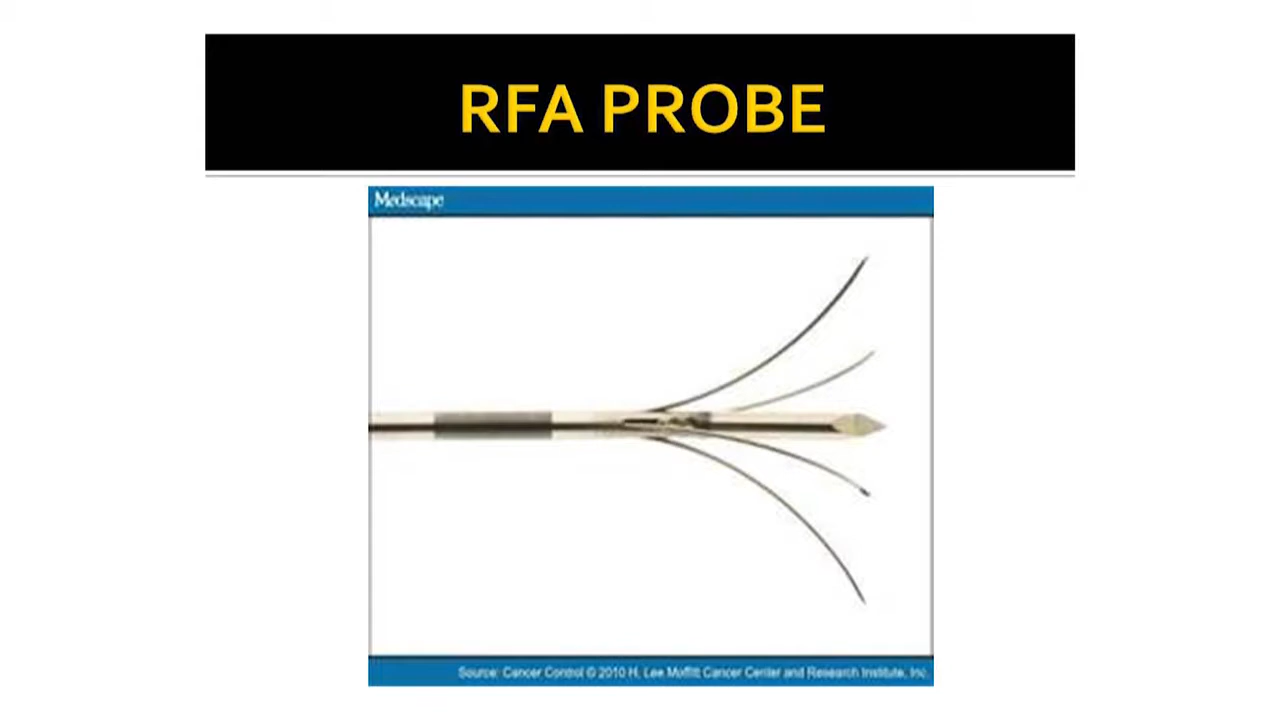 RFA PROBE
Medscape
Source: Cancer Control © 2010 H. Lee Moffitt Cancer Center and Research Institute, Inc.